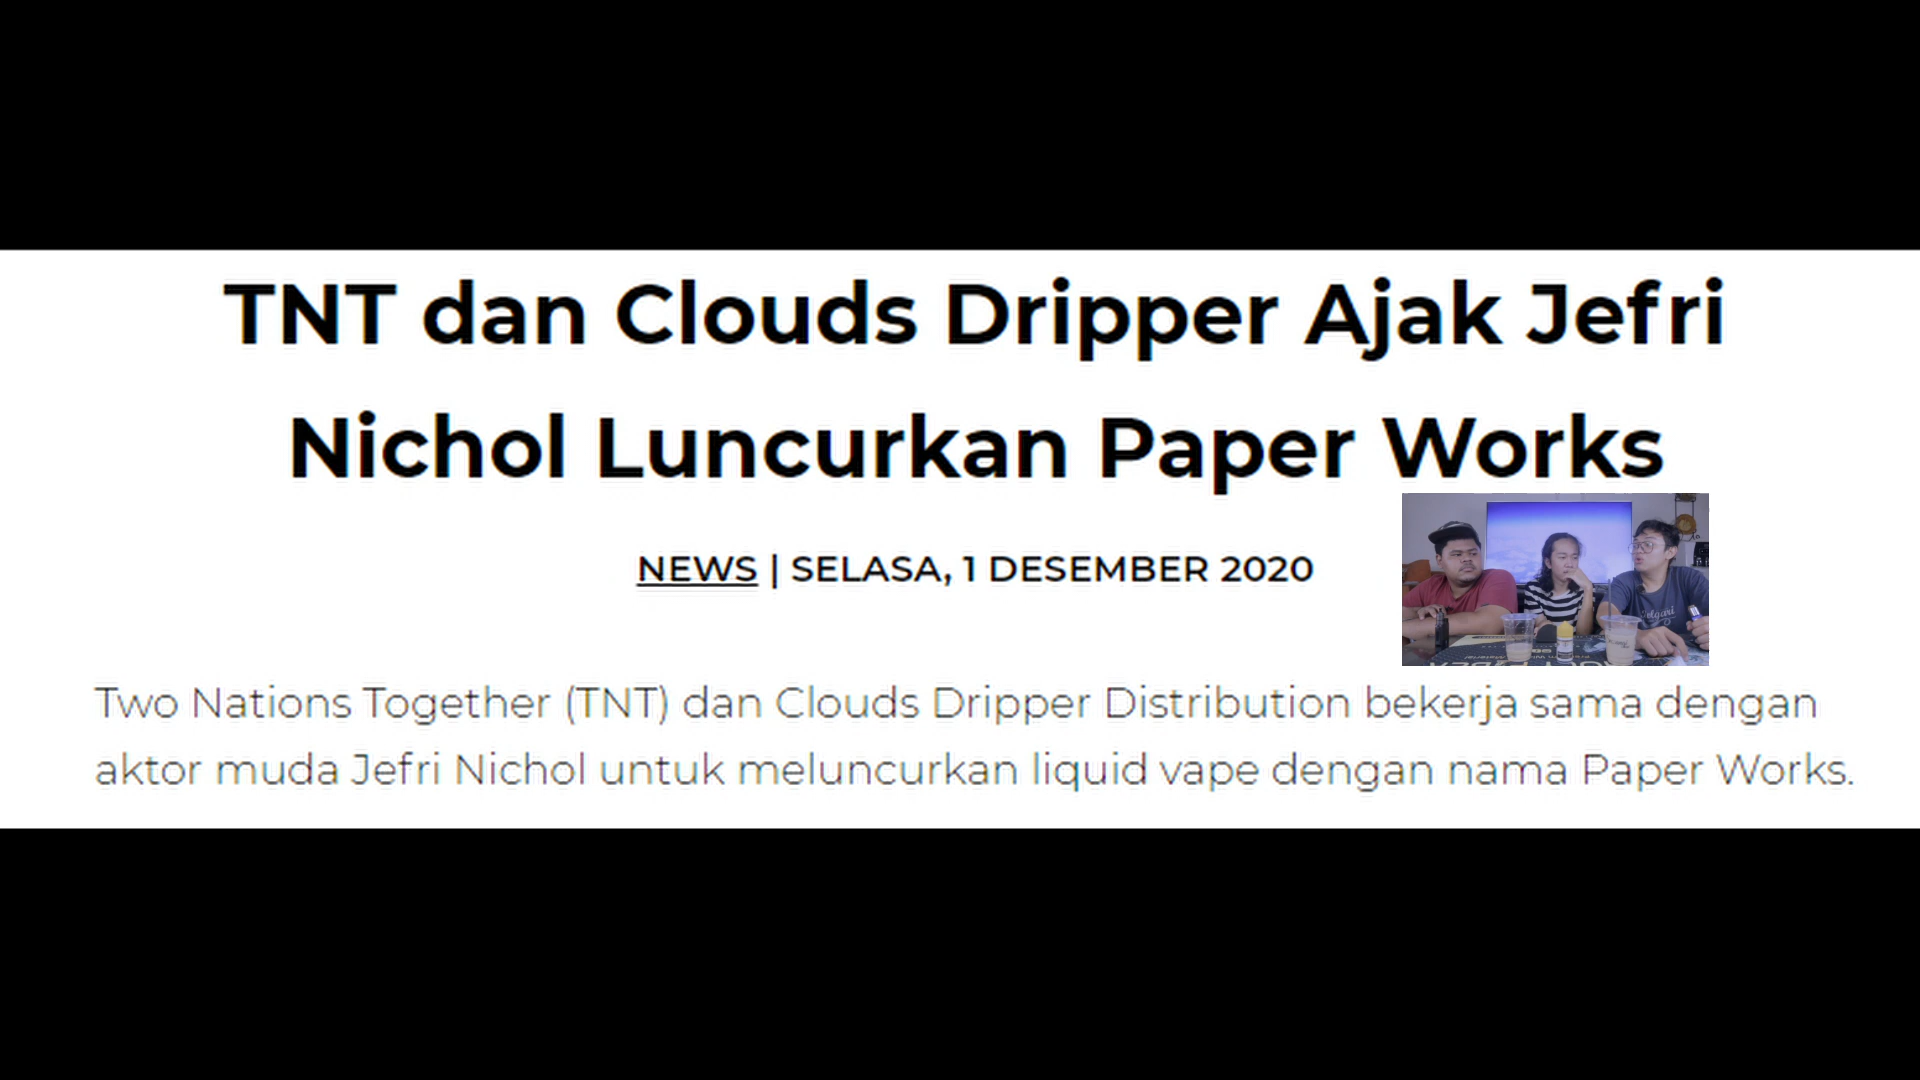 TNT dan Clouds Dripper Ajak Jefri
Nichol Luncurkan Paper Works
NEWS | SELASA, 1 DESEMBER 2020
Two Nations Together (TNT) dan Clouds Dripper Distribution bekerja sama dengan
aktor muda Jefri Nichol untuk meluncurkan liquid vape dengan nama Paper Works.